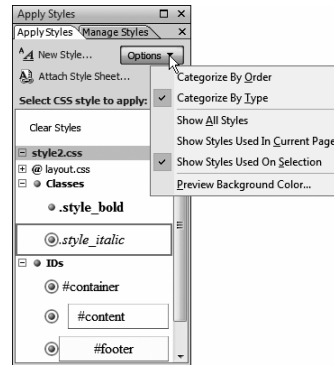 Apply Styles
Apply Styles Manage Styles
New Style... Options
Attach Style Sheet...
Select CSS style to apply:
Clear Styles
style2.css
@ layout.css
Classes
.style_bold
.style_italic
IDs
#container
#content
#footer
Categorize By Order
Categorize By Type
Show All Styles
Show Styles Used In Current Page
Show Styles Used On Selection
Preview Background Color...